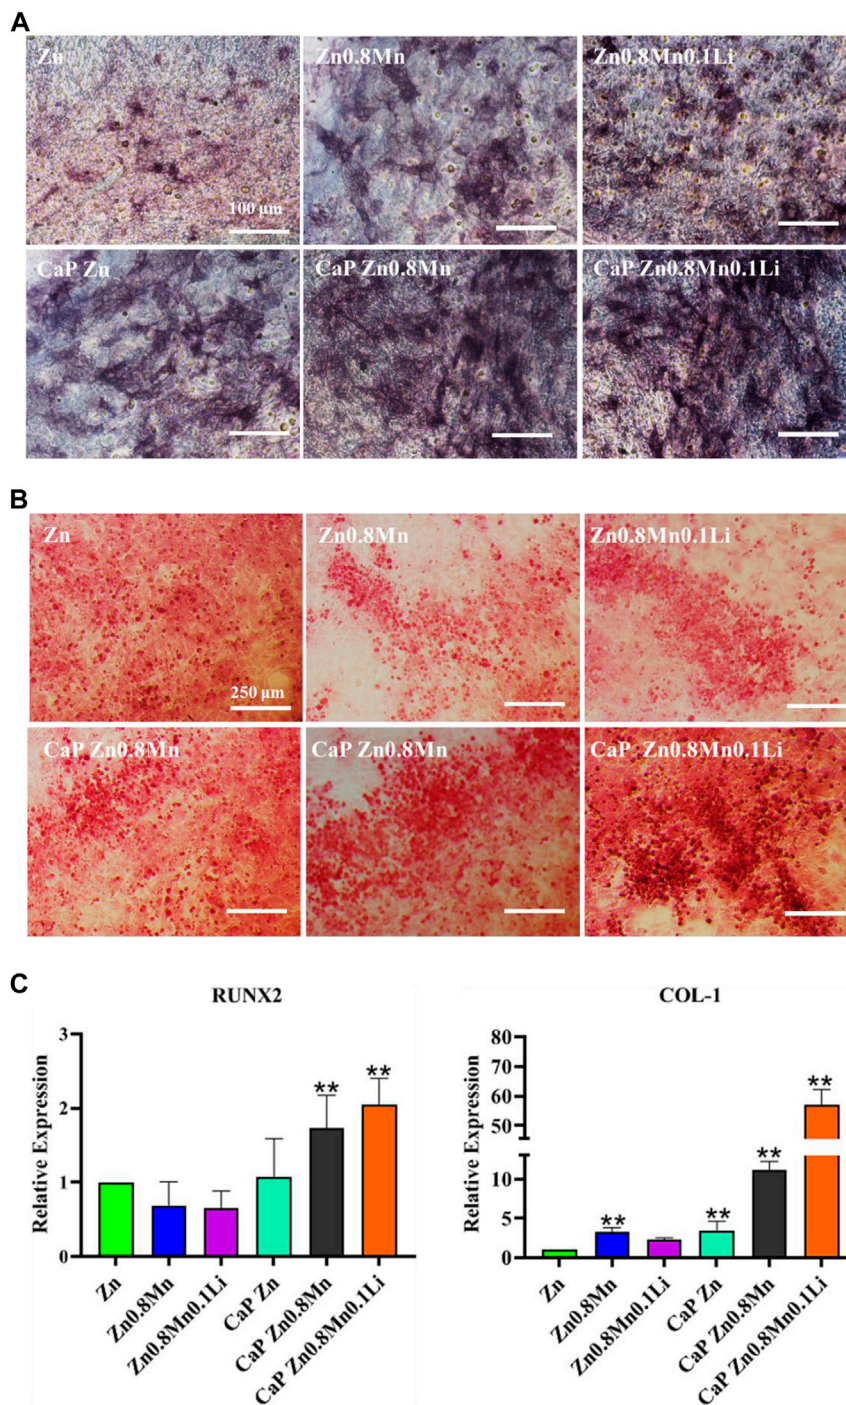 A
Zn
Zn0.8Mn
Zn0.8Mn0.1Li
100 μm
CaP Zn
CaP Zn0.8Mn
CaP Zn0.8Mn0.1Li
B
Zn
Zn0.8Mn
Zn0.8Mn0.1Li
250 μm
CaP Zn0.8Mn
CaP Zn0.8Mn
CaP Zn0.8Mn0.1Li
C
RUNX2
Relative Expression
3
2
1
0
**
**
Zn
Zn0.8Mn
Zn0.8Mn0.1Li
CaP Zn
CaP Zn0.8Mn
CaP Zn0.8Mn0.1Li
COL-1
Relative Expression
80
70
60
50
10
5
0
**
**
**
**
Zn
Zn0.8Mn
Zn0.8Mn0.1Li
CaP Zn
CaP Zn0.8Mn
CaP Zn0.8Mn0.1Li